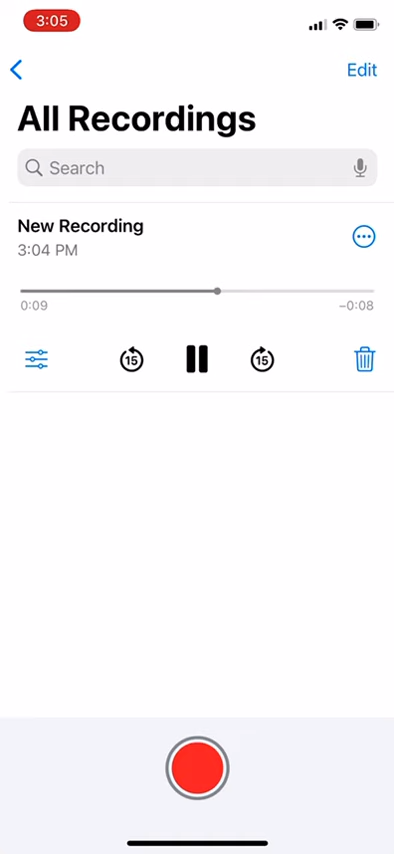 3:05
Edit
All Recordings
Search
New Recording
3:04 PM
0:09 −0:08
15 15